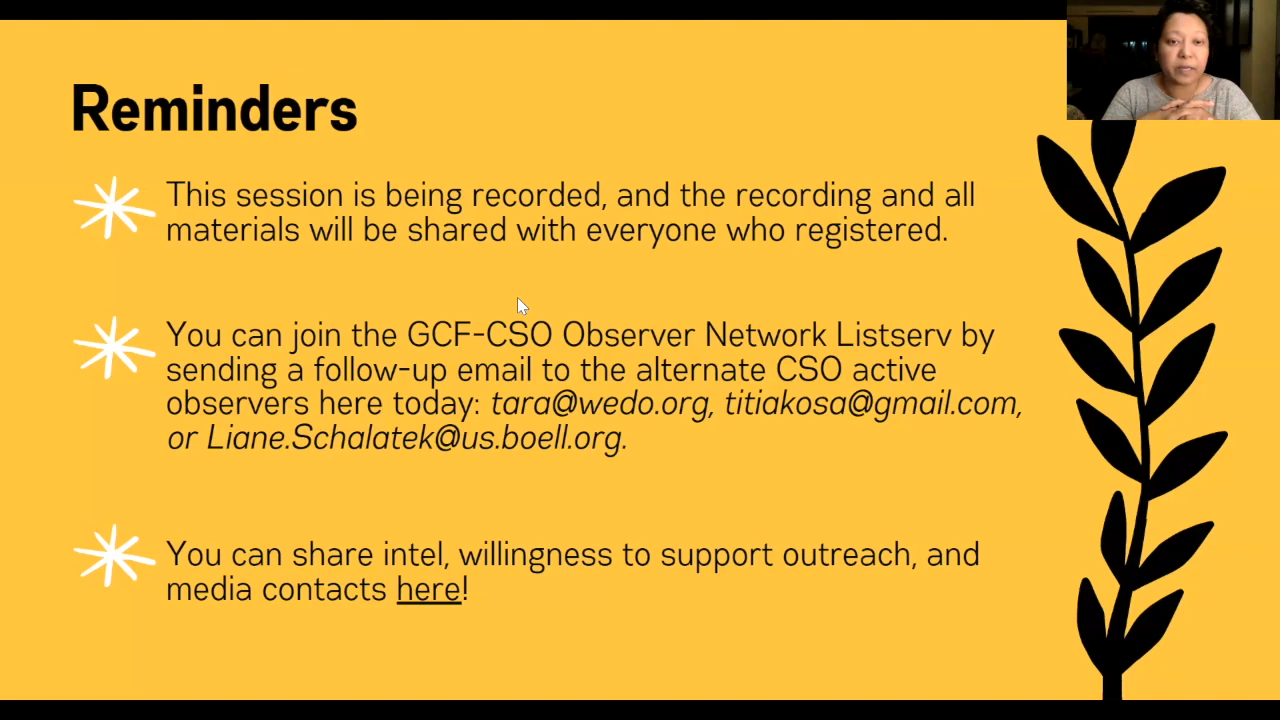 Reminders
This session is being recorded, and the recording and all
materials will be shared with everyone who registered.
You can join the GCF-CSO Observer Network Listserv by
sending a follow-up email to the alternate CSO active
observers here today: tara@wedo.org, titiakosa@gmail.com,
or Liane.Schalatek@us.boell.org.
You can share intel, willingness to support outreach, and
media contacts here!